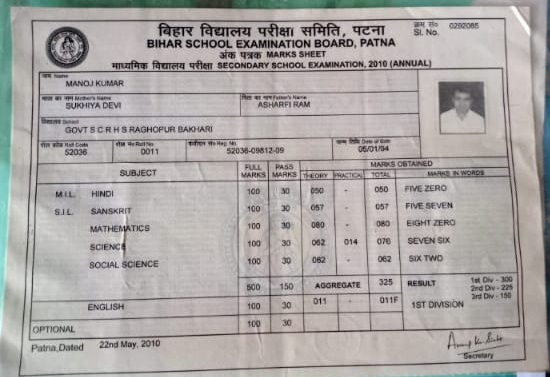 बिहार विद्यालय परीक्षा समिति, पटना
क्रम. सं० 0292085
Sl. No.
BIHAR SCHOOL EXAMINATION BOARD, PATNA
अंक पत्रक MARKS SHEET
माध्यमिक विद्यालय परीक्षा SECONDARY SCHOOL EXAMINATION, 2010 (ANNUAL)
नाम Name
MANOJ KUMAR
माता का नाम Mother's Name पिता का नाम Father's Name
SUKHIYA DEVI ASHARFI RAM
विद्यालय School
GOVT S C R H S RAGHOPUR BAKHARI
रौल कोड Roll Code रौल नं० Roll No. पंजीयन सं० Reg. No. जन्म तिथि Date of Birth
52036 0011 52036-09812-09 05/01/94
SUBJECT FULL MARKS PASS MARKS MARKS OBTAINED
THEORY PRACTICAL TOTAL MARKS IN WORDS
M.I.L. HINDI 100 30 050 - 050 FIVE ZERO
S.I.L. SANSKRIT 100 30 057 - 057 FIVE SEVEN
MATHEMATICS 100 30 080 - 080 EIGHT ZERO
SCIENCE 100 30 062 014 076 SEVEN SIX
SOCIAL SCIENCE 100 30 062 - 062 SIX TWO
500 150 AGGREGATE 325 RESULT 1st Div - 300
2nd Div - 225
3rd Div - 150
ENGLISH 100 30 011 - 011F 1ST DIVISION
OPTIONAL 100 30
Patna,Dated 22nd May, 2010
Secretary